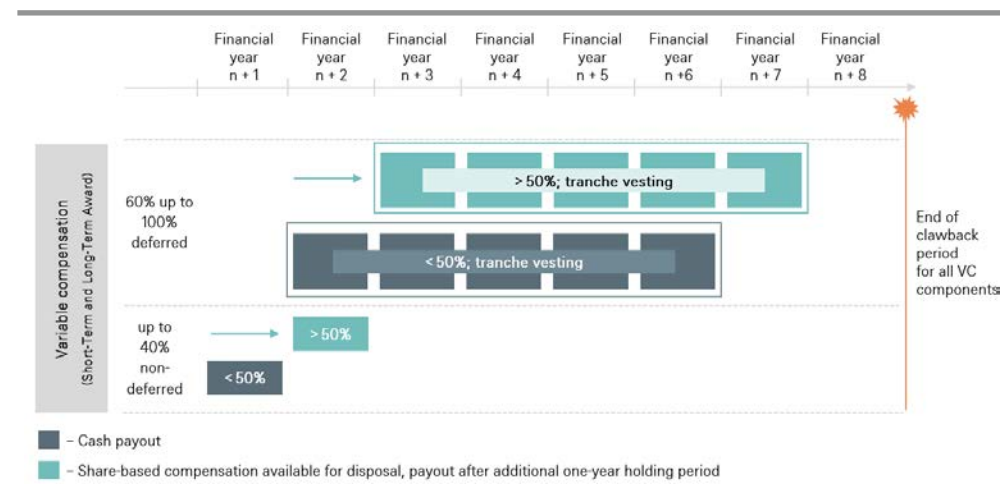 Financial
year
n + 1
Financial
year
n + 2
Financial
year
n + 3
Financial
year
n + 4
Financial
year
n + 5
Financial
year
n +6
Financial
year
n + 7
Financial
year
n + 8
Variable compensation
(Short-Term and Long-Term Award)
60% up to
100%
deferred
> 50%; tranche vesting
< 50%; tranche vesting
up to
40%
non-
deferred
> 50%
< 50%
End of
clawback
period
for all VC
components
– Cash payout
– Share-based compensation available for disposal, payout after additional one-year holding period